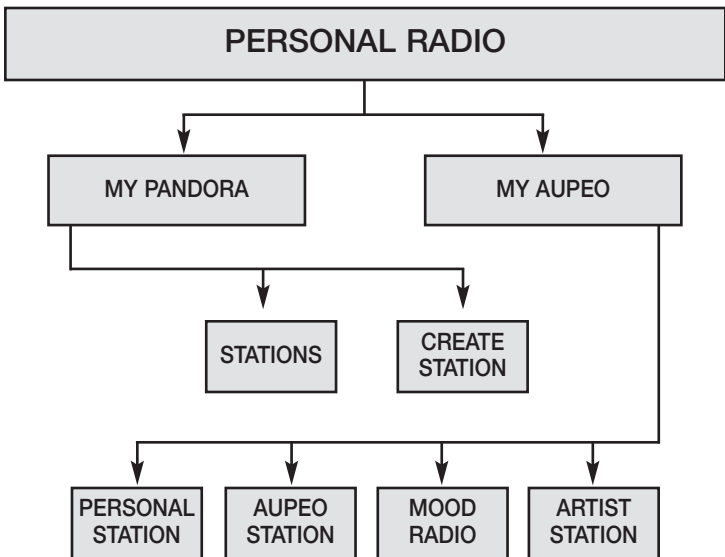 PERSONAL RADIO
MY PANDORA
MY AUPEO
STATIONS
CREATE
STATION
PERSONAL
STATION
AUPEO
STATION
MOOD
RADIO
ARTIST
STATION